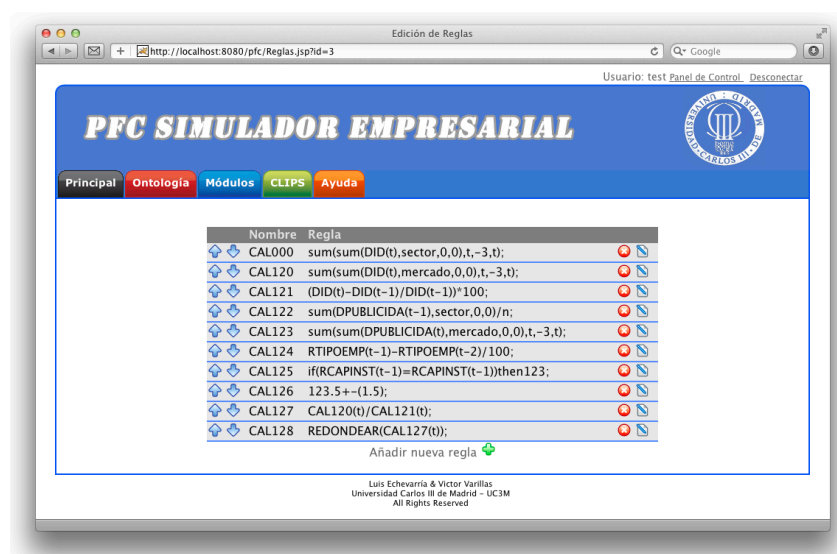 Edición de Reglas
http://localhost:8080/pfc/Reglas.jsp?id=3
Google
Usuario: test Panel de Control Desconectar
PFC SIMULADOR EMPRESARIAL
UNIVERSIDAD·CARLOS III·DE MADRID
Principal Ontología Módulos CLIPS Ayuda
Nombre Regla
CAL000 sum(sum(DID(t),sector,0,0),t,-3,t);
CAL120 sum(sum(DID(t),mercado,0,0),t,-3,t);
CAL121 (DID(t)-DID(t-1)/DID(t-1))*100;
CAL122 sum(DPUBLICIDA(t-1),sector,0,0)/n;
CAL123 sum(sum(DPUBLICIDA(t),mercado,0,0),t,-3,t);
CAL124 RTIPOEMP(t-1)-RTIPOEMP(t-2)/100;
CAL125 if(RCAPINST(t-1)=RCAPINST(t-1))then123;
CAL126 123.5+-(1.5);
CAL127 CAL120(t)/CAL121(t);
CAL128 REDONDEAR(CAL127(t));
Añadir nueva regla
Luis Echevarría & Victor Varillas
Universidad Carlos III de Madrid - UC3M
All Rights Reserved